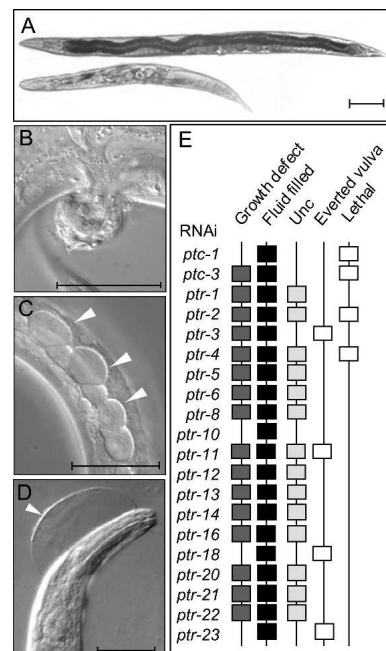 A
B
C
D
E
RNAi
Growth defect
Fluid filled
Unc
Everted vulva
Lethal
ptc-1
ptc-3
ptr-1
ptr-2
ptr-3
ptr-4
ptr-5
ptr-6
ptr-8
ptr-10
ptr-11
ptr-12
ptr-13
ptr-14
ptr-16
ptr-18
ptr-20
ptr-21
ptr-22
ptr-23